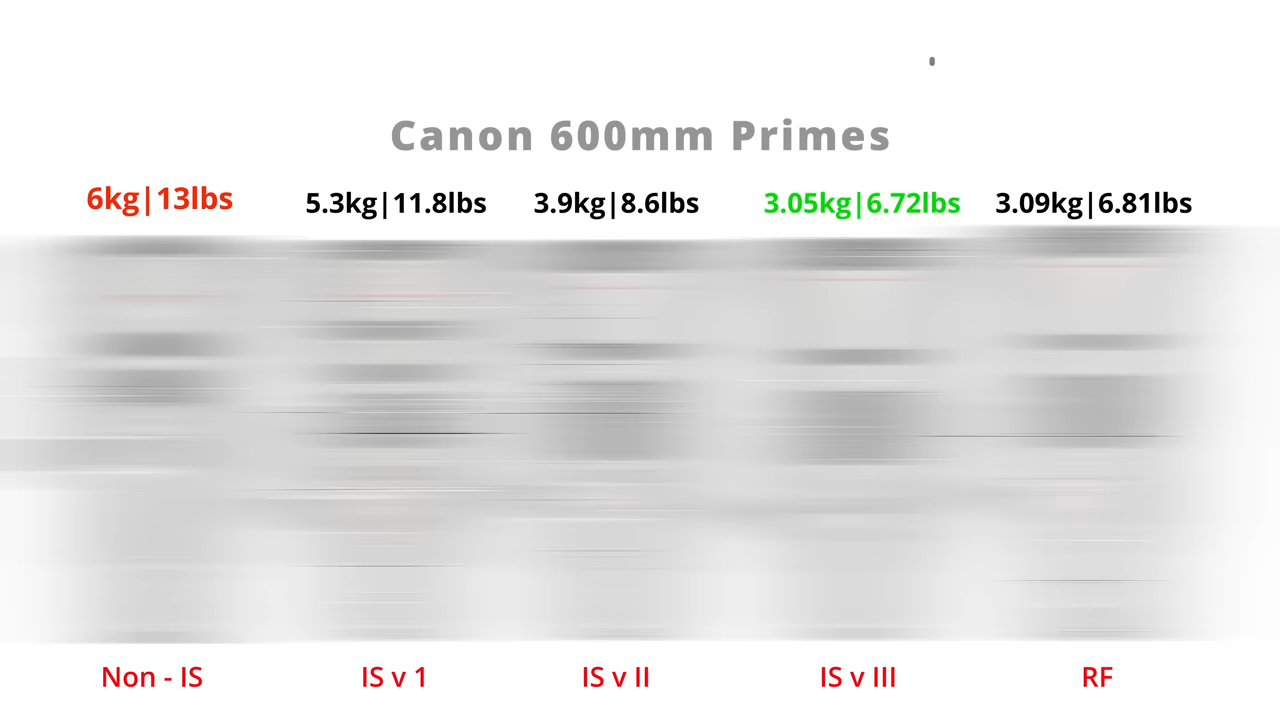 Canon 600mm Primes
6kg|13lbs 5.3kg|11.8lbs 3.9kg|8.6lbs 3.05kg|6.72lbs 3.09kg|6.81lbs
Non - IS IS v 1 IS v II IS v III RF